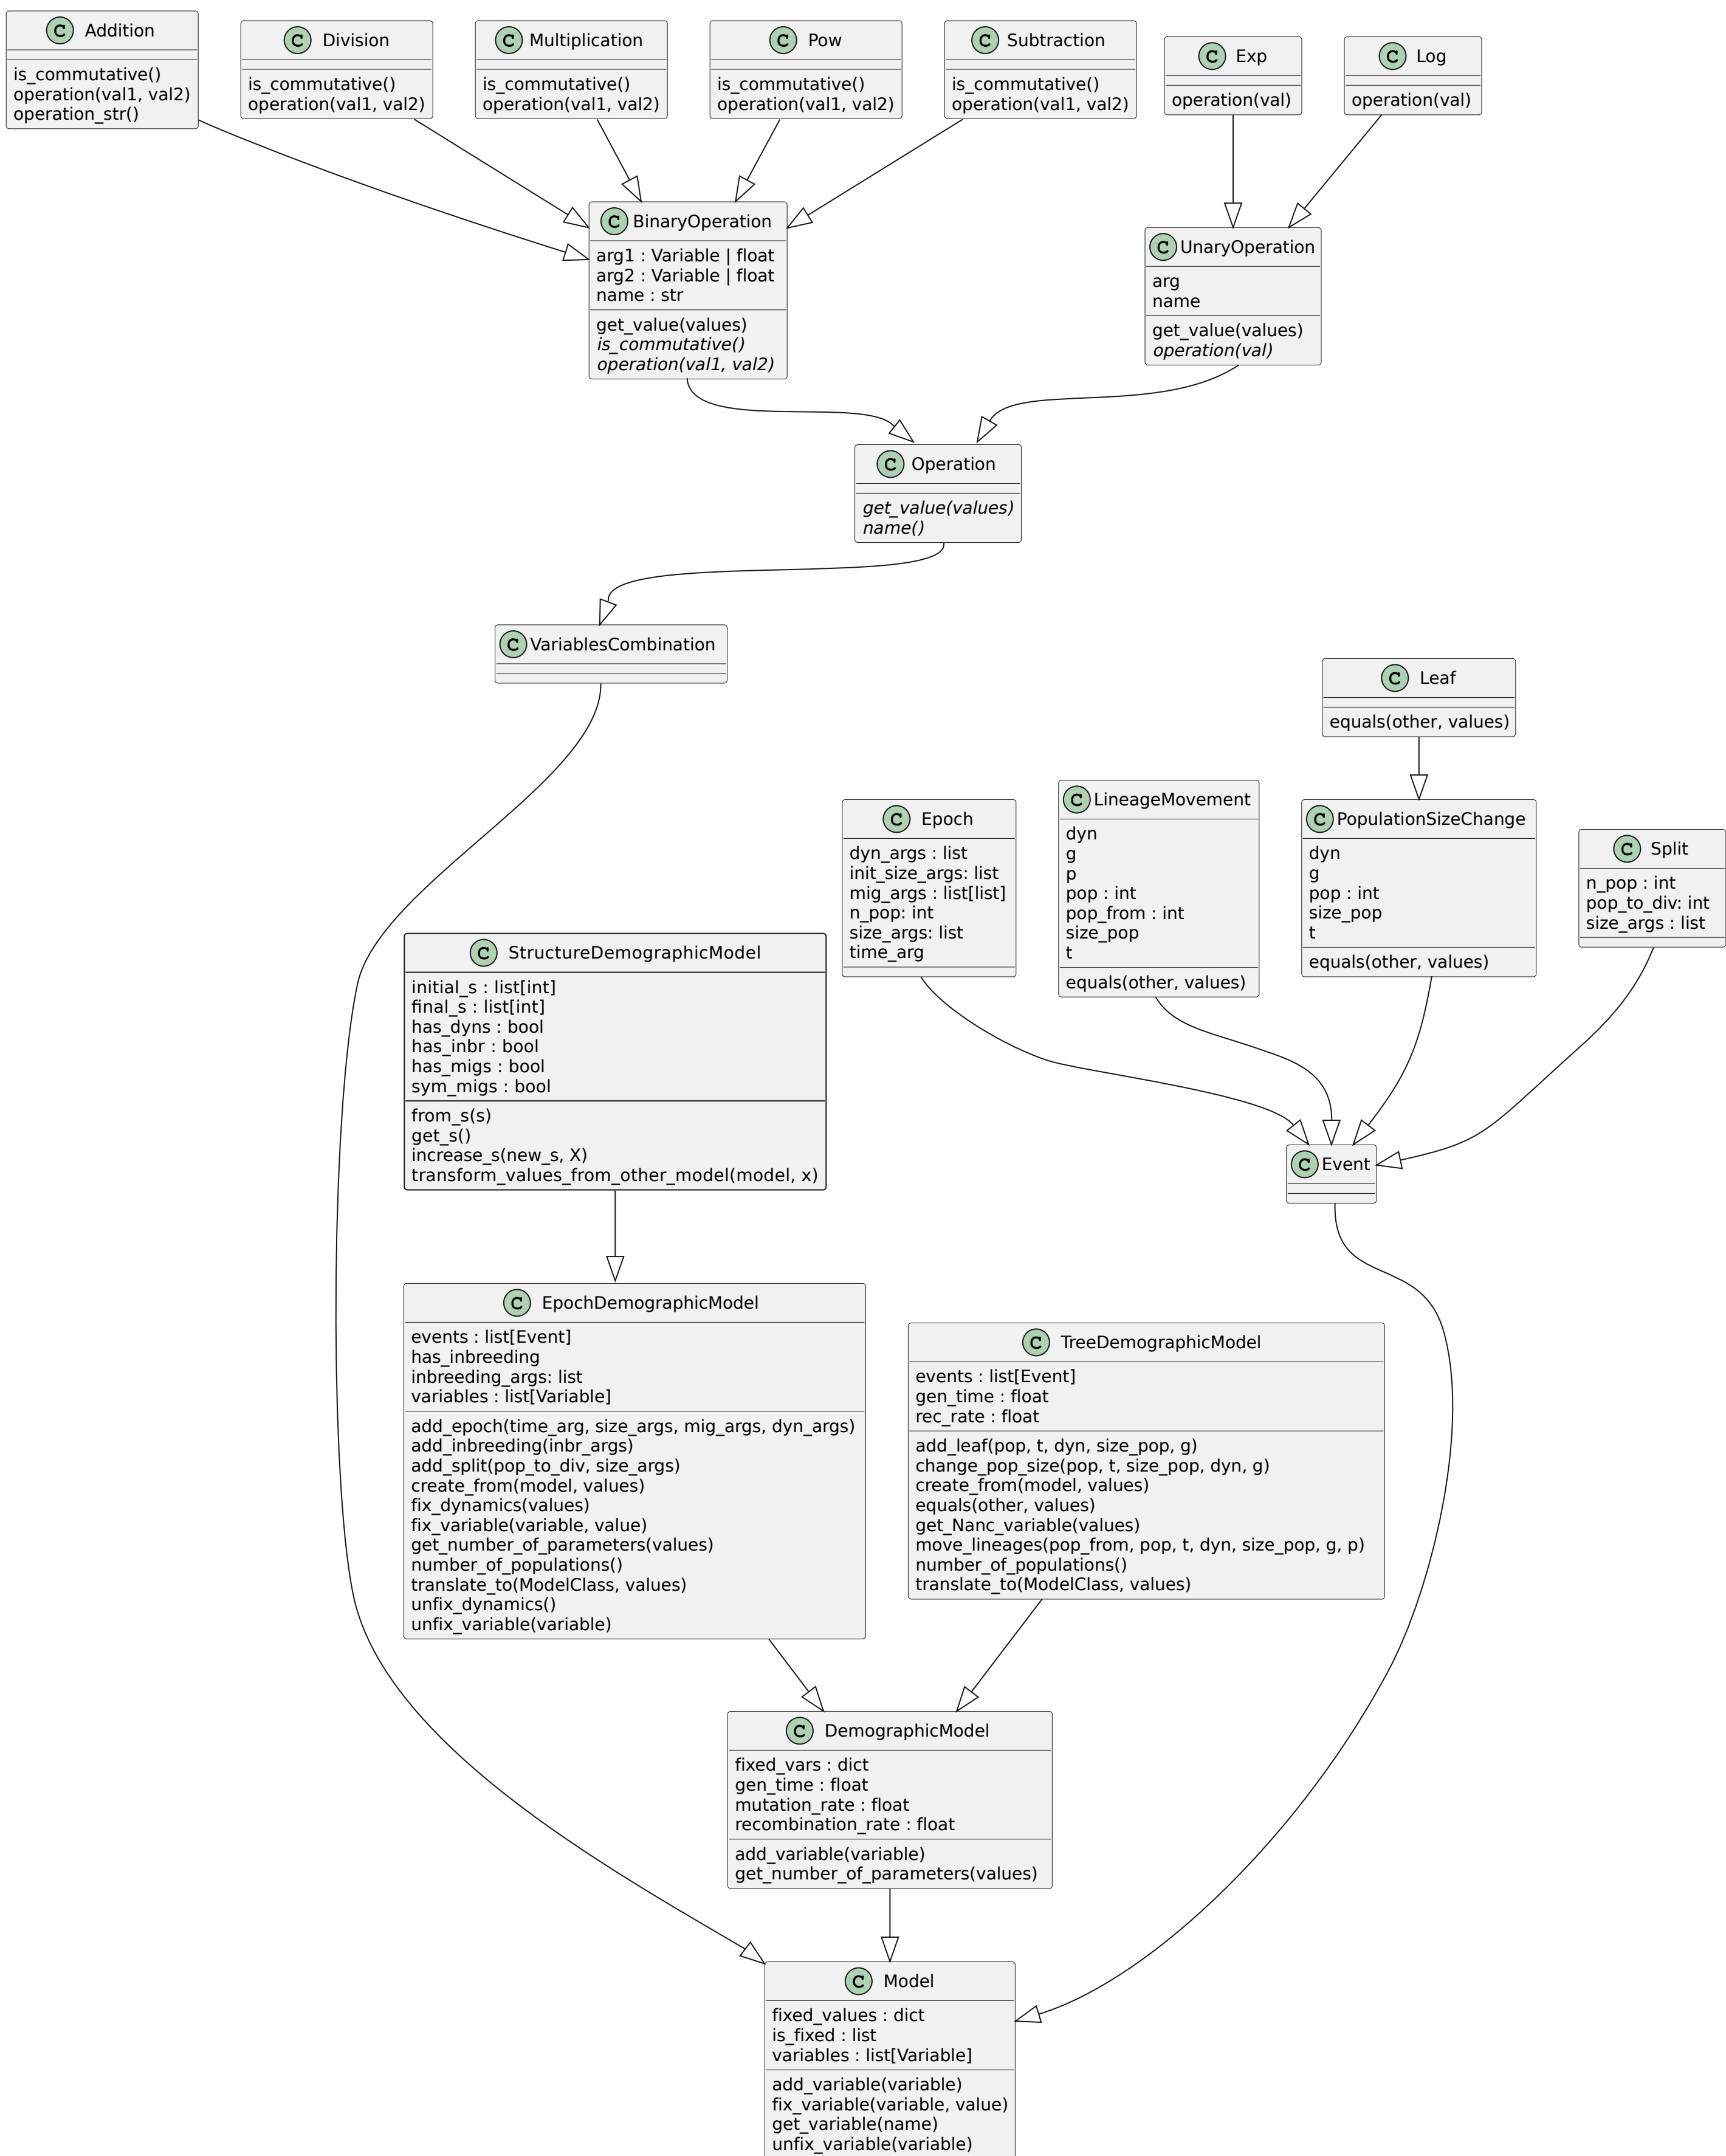 C Addition
is_commutative()
operation(val1, val2)
operation_str()
C Division
is_commutative()
operation(val1, val2)
C Multiplication
is_commutative()
operation(val1, val2)
C Pow
is_commutative()
operation(val1, val2)
C Subtraction
is_commutative()
operation(val1, val2)
C Exp
operation(val)
C Log
operation(val)
C BinaryOperation
arg1 : Variable | float
arg2 : Variable | float
name : str
get_value(values)
is_commutative()
operation(val1, val2)
C UnaryOperation
arg
name
get_value(values)
operation(val)
C Operation
get_value(values)
name()
C VariablesCombination
C Leaf
equals(other, values)
C Epoch
dyn_args : list
init_size_args: list
mig_args : list[list]
n_pop: int
size_args: list
time_arg
C LineageMovement
dyn
g
p
pop : int
pop_from : int
size_pop
t
equals(other, values)
C PopulationSizeChange
dyn
g
pop : int
size_pop
t
equals(other, values)
C Split
n_pop : int
pop_to_div: int
size_args : list
C StructureDemographicModel
initial_s : list[int]
final_s : list[int]
has_dyns : bool
has_inbr : bool
has_migs : bool
sym_migs : bool
from_s(s)
get_s()
increase_s(new_s, X)
transform_values_from_other_model(model, x)
C Event
C EpochDemographicModel
events : list[Event]
has_inbreeding
inbreeding_args: list
variables : list[Variable]
add_epoch(time_arg, size_args, mig_args, dyn_args)
add_inbreeding(inbr_args)
add_split(pop_to_div, size_args)
create_from(model, values)
fix_dynamics(values)
fix_variable(variable, value)
get_number_of_parameters(values)
number_of_populations()
translate_to(ModelClass, values)
unfix_dynamics()
unfix_variable(variable)
C TreeDemographicModel
events : list[Event]
gen_time : float
rec_rate : float
add_leaf(pop, t, dyn, size_pop, g)
change_pop_size(pop, t, size_pop, dyn, g)
create_from(model, values)
equals(other, values)
get_Nanc_variable(values)
move_lineages(pop_from, pop, t, dyn, size_pop, g, p)
number_of_populations()
translate_to(ModelClass, values)
C DemographicModel
fixed_vars : dict
gen_time : float
mutation_rate : float
recombination_rate : float
add_variable(variable)
get_number_of_parameters(values)
C Model
fixed_values : dict
is_fixed : list
variables : list[Variable]
add_variable(variable)
fix_variable(variable, value)
get_variable(name)
unfix_variable(variable)